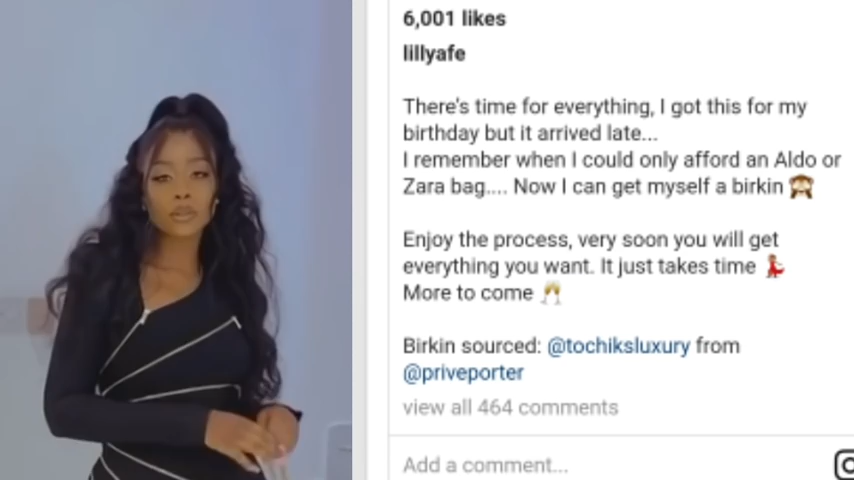 6,001 likes
lillyafe
There's time for everything, I got this for my
birthday but it arrived late...
I remember when I could only afford an Aldo or
Zara bag.... Now I can get myself a birkin 🙈
Enjoy the process, very soon you will get
everything you want. It just takes time 💃
More to come 🥂
Birkin sourced: @tochiksluxury from
@priveporter
view all 464 comments
Add a comment...